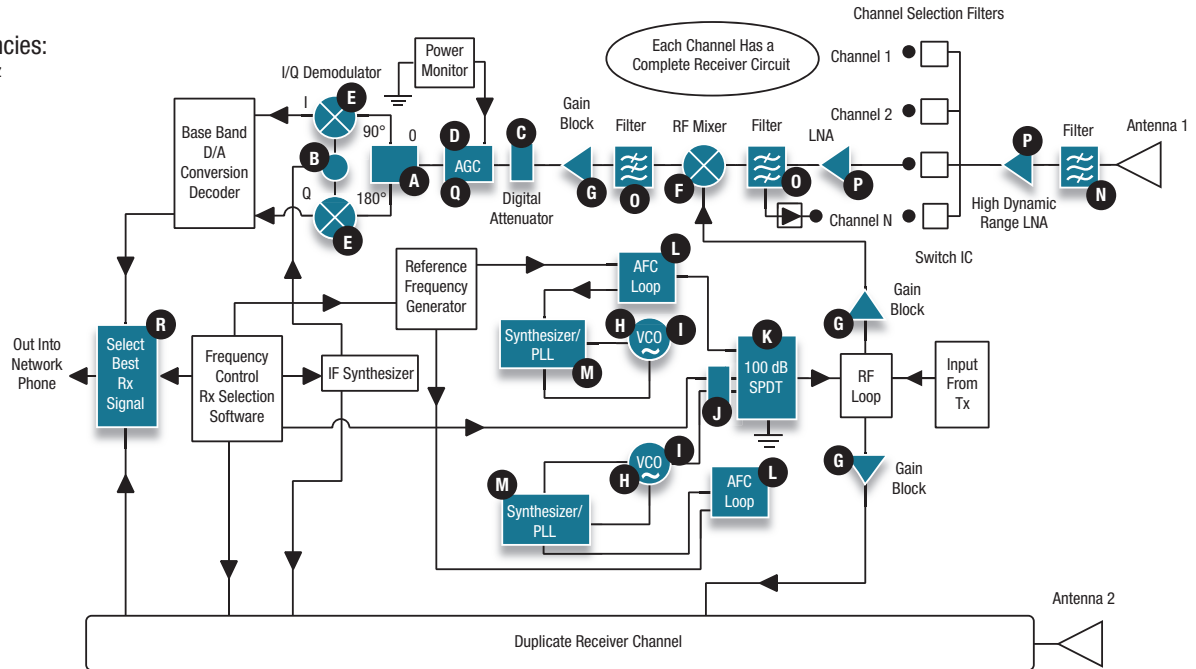 ncies:
z
Channel Selection Filters
Each Channel Has a
Complete Receiver Circuit
Channel 1
Channel 2
Channel N
Switch IC
Antenna 1
Filter
N
P
High Dynamic
Range LNA
LNA
P
Filter
O
RF Mixer
F
Filter
O
Gain
Block
G
C
Digital
Attenuator
Power
Monitor
D
AGC
Q
I/Q Demodulator
E
I
90°
0
B
A
Q
180°
E
Base Band
D/A
Conversion
Decoder
Reference
Frequency
Generator
L
AFC
Loop
Synthesizer/
PLL
M
H
VCO
I
K
100 dB
SPDT
J
G
Gain
Block
RF
Loop
Input
From
Tx
G
Gain
Block
R
Select
Best
Rx
Signal
Out Into
Network
Phone
Frequency
Control
Rx Selection
Software
IF Synthesizer
M
Synthesizer/
PLL
VCO
I
H
L
AFC
Loop
Duplicate Receiver Channel
Antenna 2